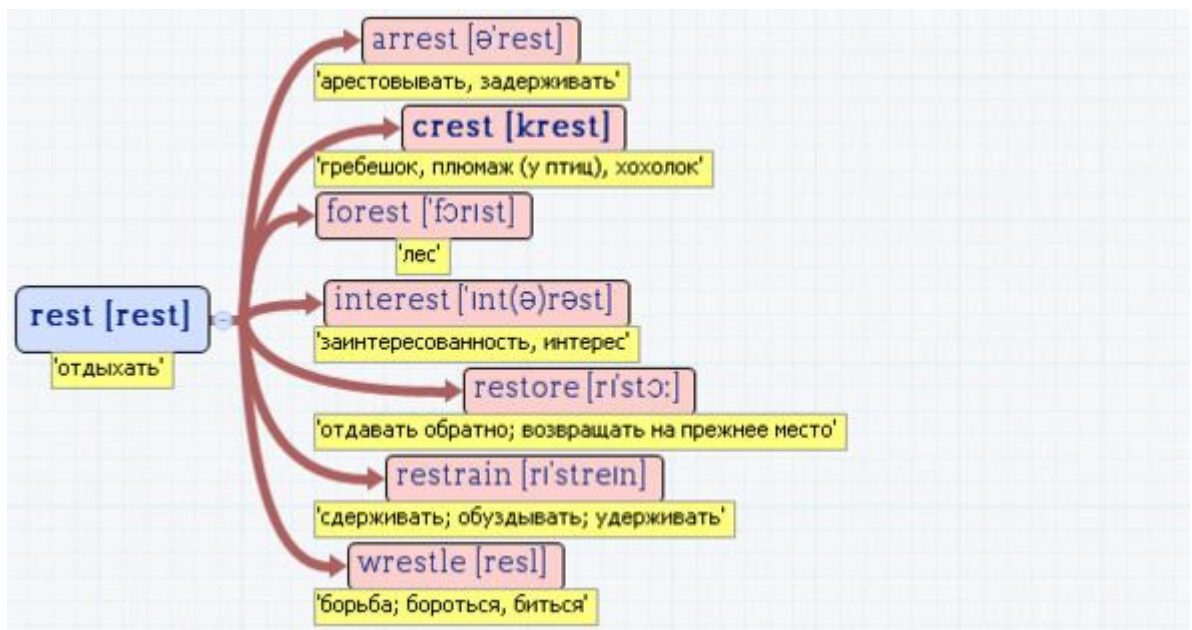 arrest [ə'rest]
'арестовывать, задерживать'
crest [krest]
'гребешок, плюмаж (у птиц), хохолок'
forest ['fɔrɪst]
'лес'
interest ['ɪnt(ə)rəst]
'заинтересованность, интерес'
rest [rest]
'отдыхать'
restore [rɪ'stɔ:]
'отдавать обратно; возвращать на прежнее место'
restrain [rɪ'streɪn]
'сдерживать; обуздывать; удерживать'
wrestle [resl]
'борьба; бороться, биться'